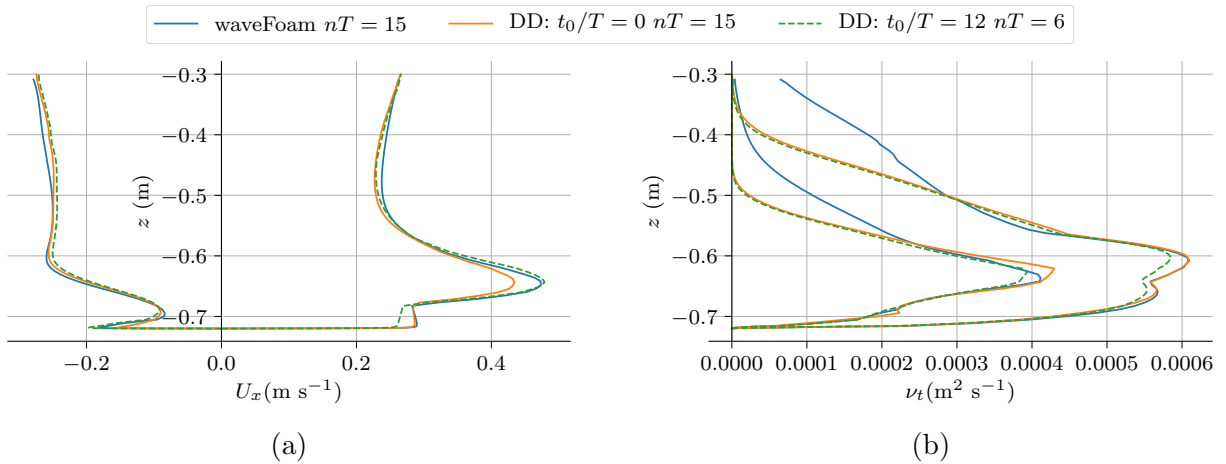 waveFoam nT = 15 DD: t₀/T = 0 nT = 15 DD: t₀/T = 12 nT = 6
−0.3 −0.3
−0.4 −0.4
−0.5 −0.5
−0.6 −0.6
−0.7 −0.7
z (m) z (m)
−0.2 0.0 0.2 0.4 0.0000 0.0001 0.0002 0.0003 0.0004 0.0005 0.0006
Uₓ(m s⁻¹) νₜ(m² s⁻¹)
(a) (b)